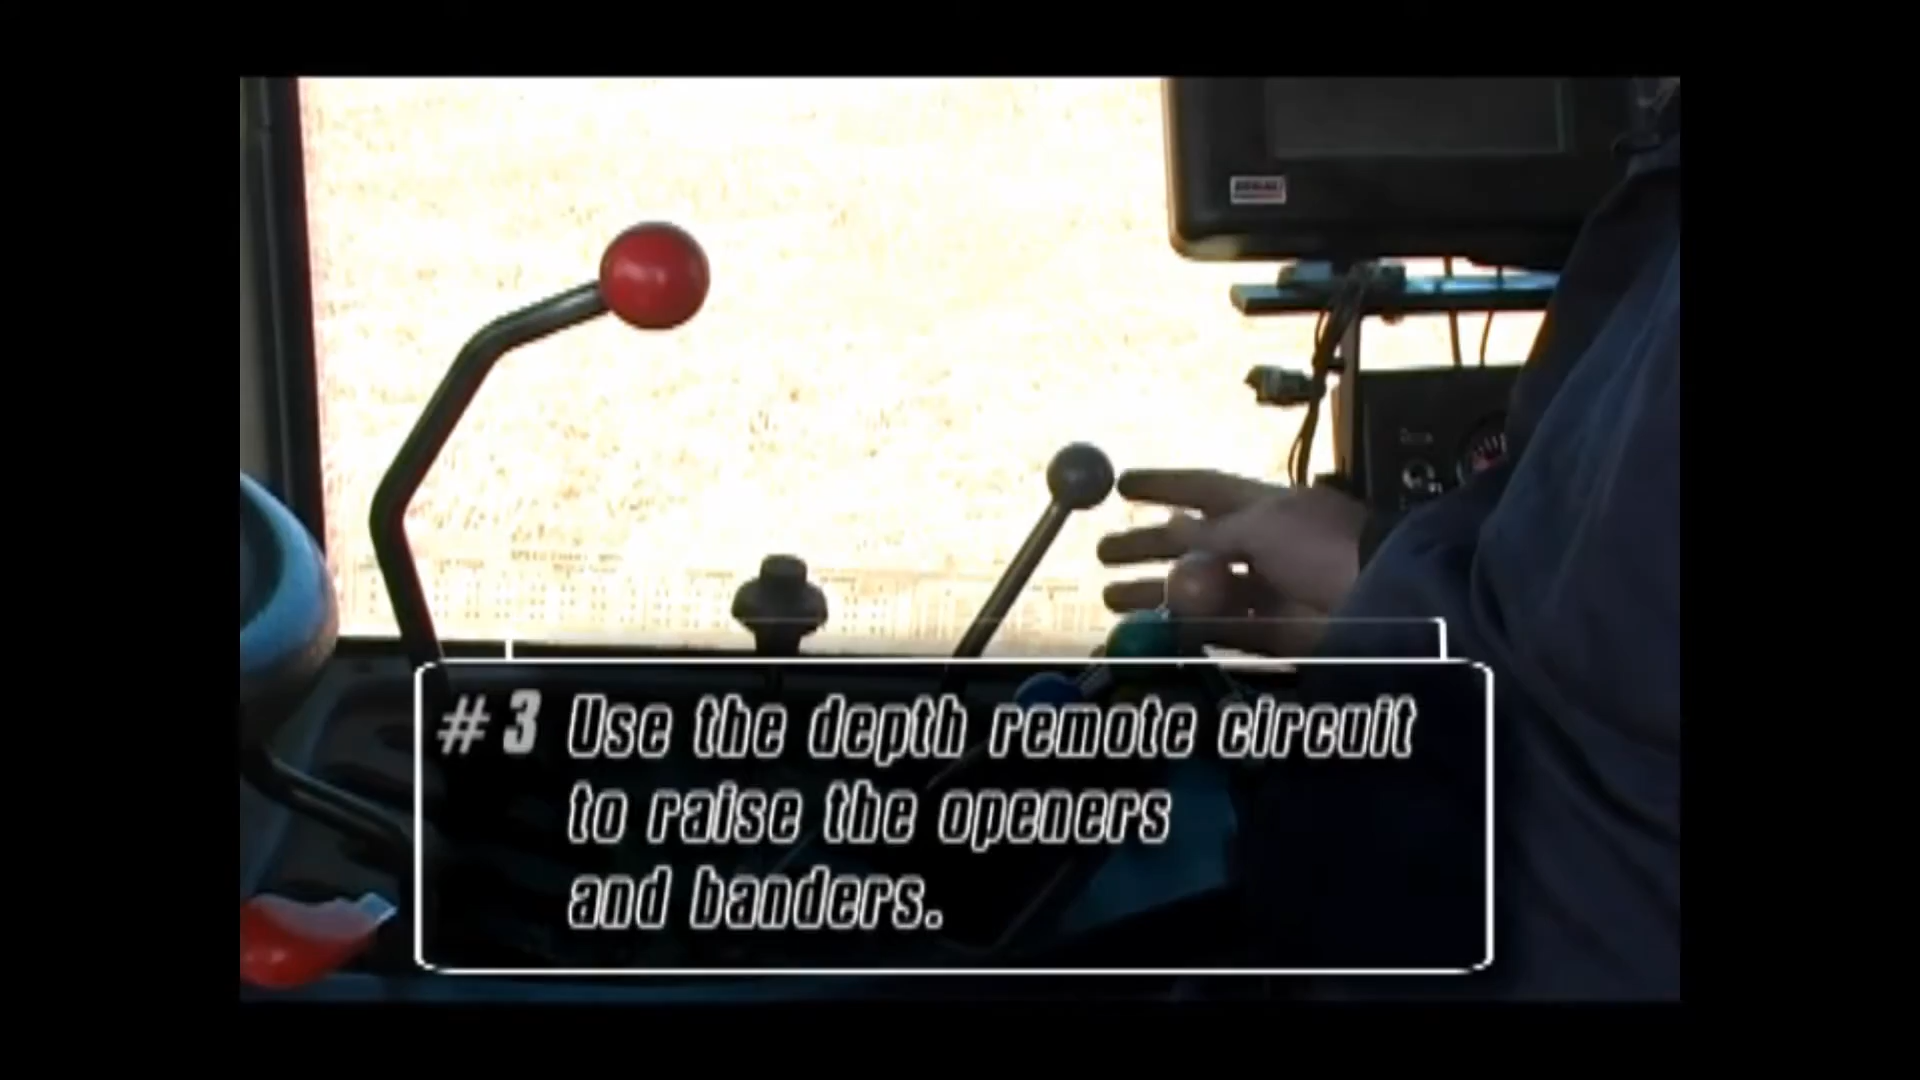 # 3 Use the depth remote circuit
to raise the openers
and banders.